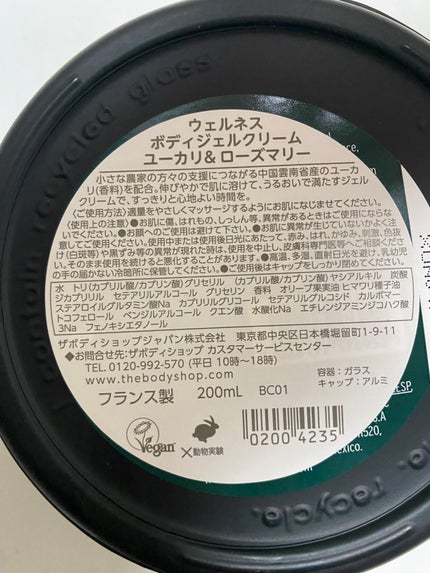 recycled glass
ウェルネス
ボディジェルクリーム
ユーカリ& ローズマリー
小さな農家の方々の支援につながる中国雲南省産のユーカ
リ(香料)を配合。伸びやかで肌に溶けて、うるおいで満たすジェル
クリームで、すっきりと心地よい時間を。
〈ご使用方法〉適量をやさしくマッサージするようにお肌になじませてください。
〈使用上の注意〉●お肌に傷、はれもの、しっしん等、異常があるときはご使用にならな
いでください。●目の周りへのご使用は避けて下さい。●お肌に異常が生じていないかよく注
意してご使用ください。使用中または使用後日光にあたって、赤み、はれ、かゆみ、刺激、色抜
け(白斑等)や黒ずみ等の異常が現れた時は、使用を中止し、皮膚科専門医等へご相談くださ
い。そのまま使用を続けると悪化することがあります。●高温、多湿、直射日光を避け、乳幼児
の手の届かない冷暗所に保管してください。●ご使用後はキャップをしっかり閉めてください。
水 トリ(カプリル酸/カプリン酸)グリセリル (カプリル酸/カプリン酸)ヤシアルキル 炭酸
ジカプリリル セテアリルアルコール グリセリン 香料 オリーブ果実油 ヒマワリ種子油
ステアロイルグルタミン酸Na カプリリルグリコール セテアリルグルコシド カルボマー
トコフェロール ベンジルアルコール クエン酸 水酸化Na エチレンジアミンジコハク酸
3Na フェノキシエタノール
ザボディショップジャパン株式会社 東京都中央区日本橋堀留町1-9-11
◆お問合せ先:ザボディショップ カスタマーサービスセンター
TEL. 0120-992-570 (平日 10時～18時)
www.thebodyshop.com
フランス製 200mL BC01
容器：ガラス
キャップ：アルミ
Vegan
×動物実験
0200 4235
ESP.
S.A
520,
exico.
recycle.